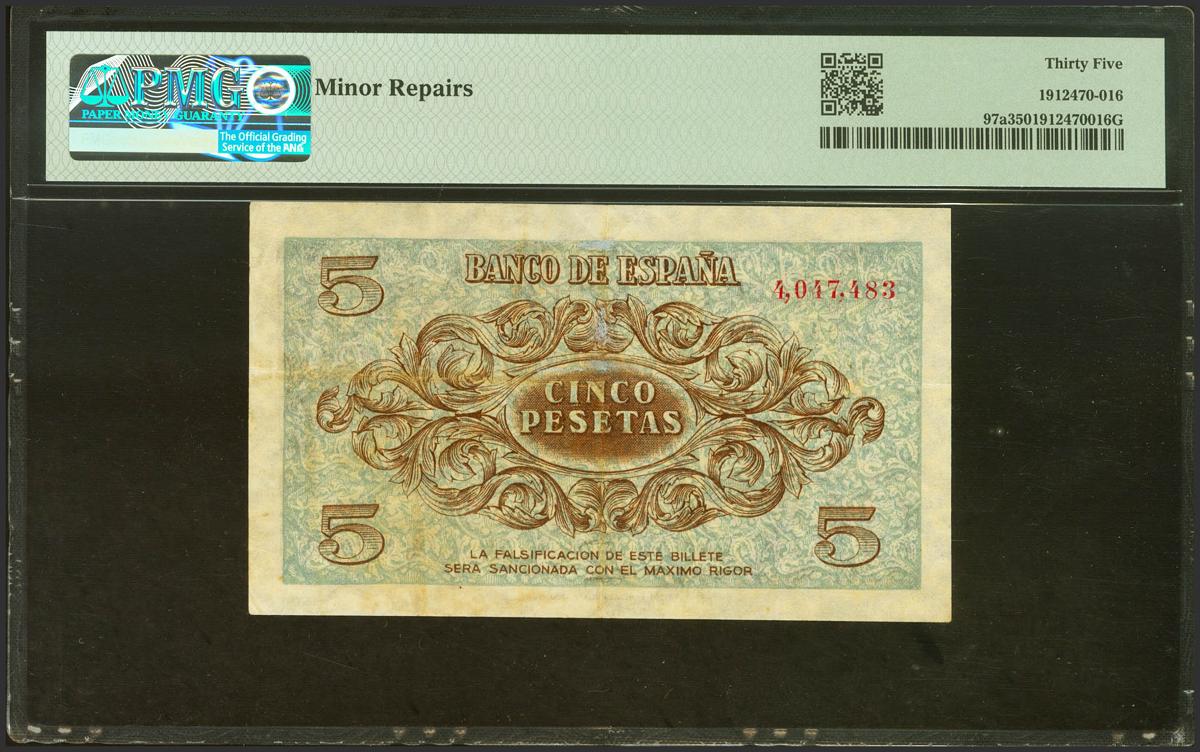 PMG
PAPER MONEY GUARANTY
The Official Grading
Service of the ANA
Minor Repairs
Thirty Five
1912470-016
97a3501912470016G
5
BANCO DE ESPAÑA
4,047,483
CINCO
PESETAS
5
5
LA FALSIFICACION DE ESTE BILLETE
SERA SANCIONADA CON EL MAXIMO RIGOR